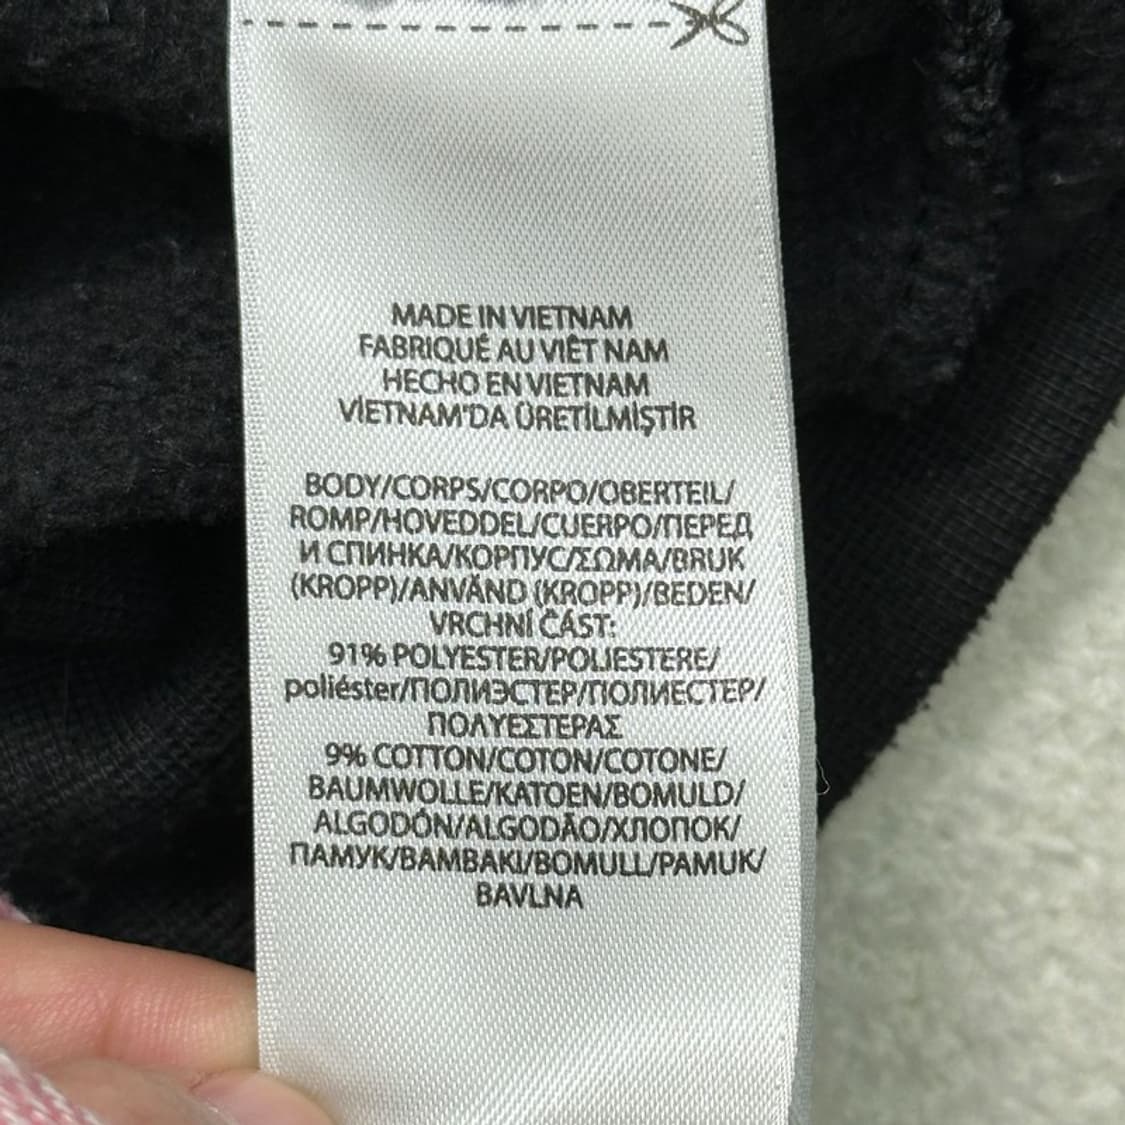 MADE IN VIETNAM
FABRIQUÉ AU VIÊT NAM
HECHO EN VIETNAM
VİETNAM'DA ÜRETİLMİŞTİR
BODY/CORPS/CORPO/OBERTEIL/
ROMP/HOVEDDEL/CUERPO/ПЕРЕД
И СПИНКА/КОРПУС/ΣΩΜΑ/BRUK
(KROPP)/ANVÄND (KROPP)/BEDEN/
VRCHNÍ ČÁST:
91% POLYESTER/POLIESTERE/
poliéster/ПОЛИЭСТЕР/ПОЛИЕСТЕР/
ΠΟΛΥΕΣΤΕΡΑΣ
9% COTTON/COTON/COTONE/
BAUMWOLLE/KATOEN/BOMULD/
ALGODÓN/ALGODÃO/ХЛОПОК/
ПАМУК/BAMBAKI/BOMULL/PAMUK/
BAVLNA